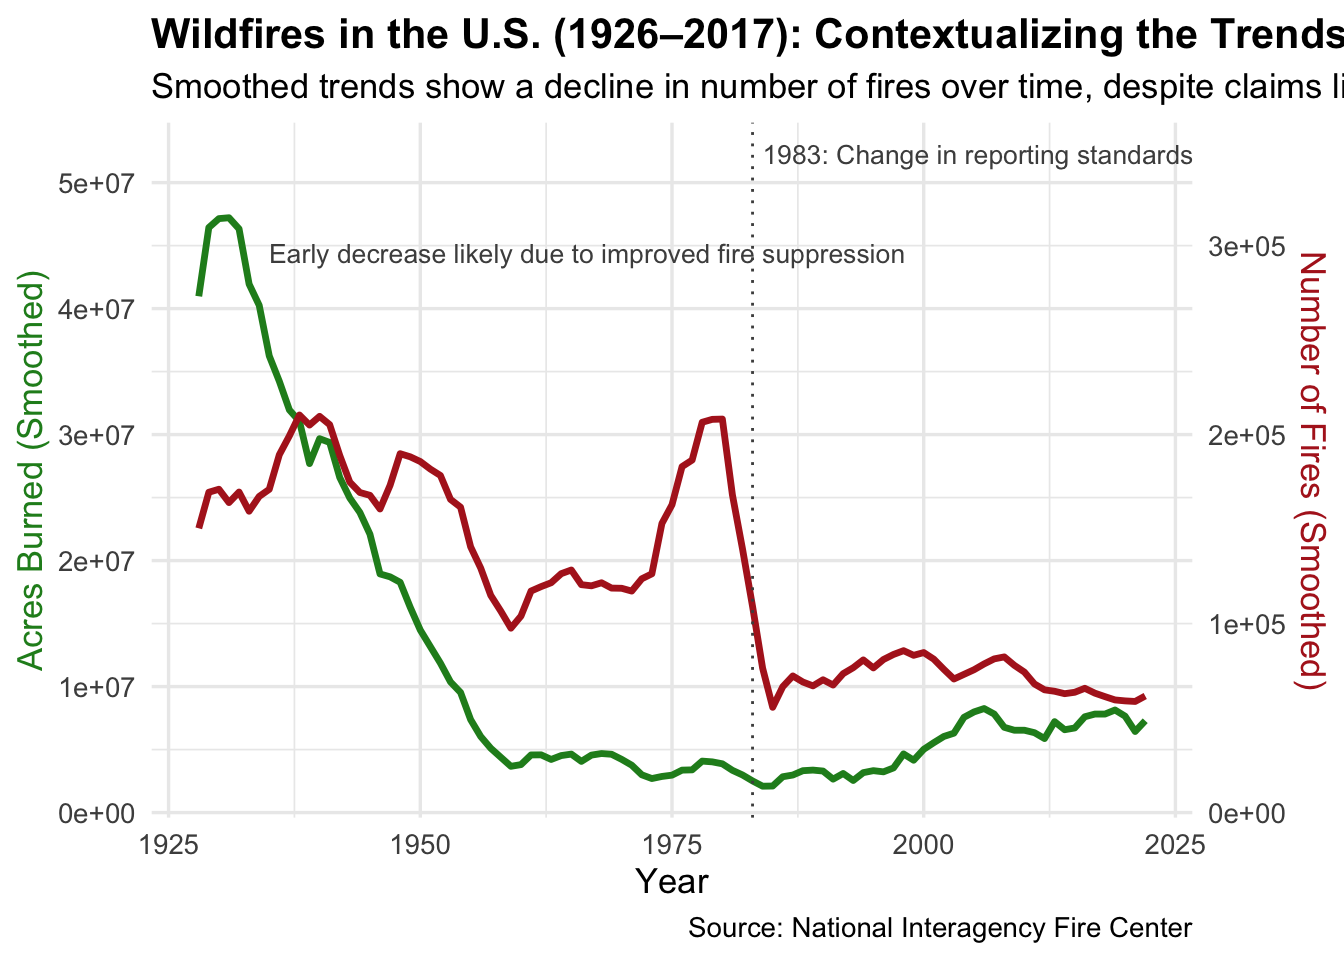 Wildfires in the U.S. (1926–2017): Contextualizing the Trends
Smoothed trends show a decline in number of fires over time, despite claims li
1983: Change in reporting standards
Early decrease likely due to improved fire suppression
Acres Burned (Smoothed)
5e+07
4e+07
3e+07
2e+07
1e+07
0e+00
3e+05
2e+05
1e+05
0e+00
Number of Fires (Smoothed)
1925 1950 1975 2000 2025
Year
Source: National Interagency Fire Center